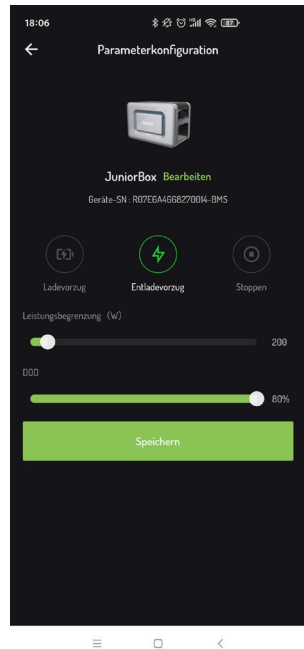 18:06
87
Parameterkonfiguration
JuniorBox Bearbeiten
Geräte-SN : R07E6A4668270014-BMS
Ladevorzug Entladevorzug Stoppen
Leistungsbegrenzung (W)
200
DOD
80%
Speichern